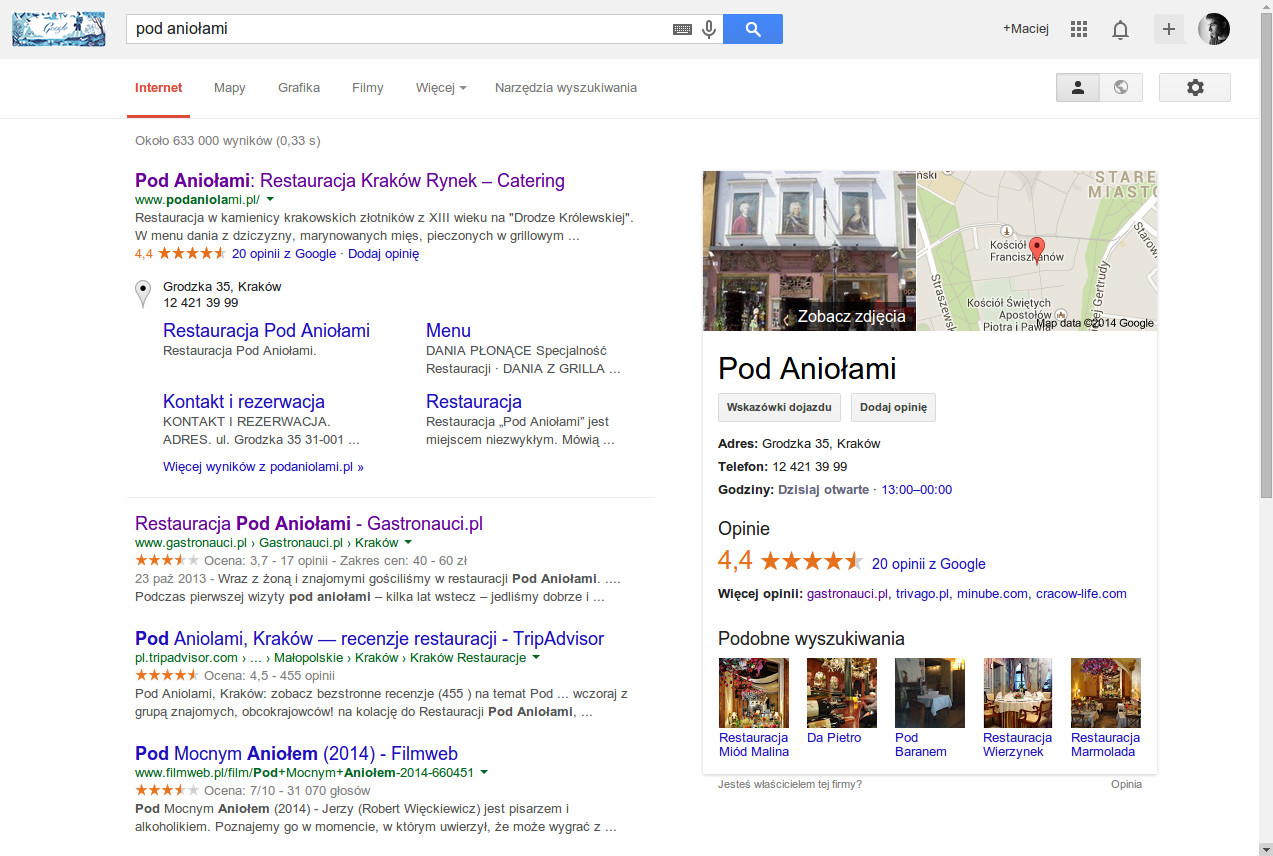 Google
pod aniołami
+Maciej
Internet
Mapy
Grafika
Filmy
Więcej
Narzędzia wyszukiwania
Około 633 000 wyników (0,33 s)
Pod Aniołami: Restauracja Kraków Rynek – Catering
www.podaniolami.pl/
Restauracja w kamienicy krakowskich złotników z XIII wieku na "Drodze Królewskiej".
W menu dania z dziczyzny, marynowanych mięs, pieczonych w grillowym ...
4,4 20 opinii z Google · Dodaj opinię
Grodzka 35, Kraków
12 421 39 99
Restauracja Pod Aniołami
Restauracja Pod Aniołami.
Menu
DANIA PŁONĄCE Specjalność
Restauracji · DANIA Z GRILLA ...
Kontakt i rezerwacja
KONTAKT I REZERWACJA.
ADRES. ul. Grodzka 35 31-001 ...
Restauracja
Restauracja „Pod Aniołami” jest
miejscem niezwykłym. Mówią ...
Więcej wyników z podaniolami.pl »
Restauracja Pod Aniołami - Gastronauci.pl
www.gastronauci.pl › Gastronauci.pl › Kraków
Ocena: 3,7 - 17 opinii - Zakres cen: 40 - 60 zł
23 paź 2013 - Wraz z żoną i znajomymi gościliśmy w restauracji Pod Aniołami. ....
Podczas pierwszej wizyty pod aniołami – kilka lat wstecz – jedliśmy dobrze i ...
Pod Aniolami, Kraków — recenzje restauracji - TripAdvisor
pl.tripadvisor.com › ... › Małopolskie › Kraków › Kraków Restauracje
Ocena: 4,5 - 455 opinii
Pod Aniolami, Kraków: zobacz bezstronne recenzje (455 ) na temat Pod ... wczoraj z
grupą znajomych, obcokrajowców! na kolację do Restauracji Pod Aniołami, ...
Pod Mocnym Aniołem (2014) - Filmweb
www.filmweb.pl/film/Pod+Mocnym+Aniołem-2014-660451
Ocena: 7/10 - 31 070 głosów
Pod Mocnym Aniołem (2014) - Jerzy (Robert Więckiewicz) jest pisarzem i
alkoholikiem. Poznajemy go w momencie, w którym uwierzył, że może wygrać z ...
Zobacz zdjęcia
ński
STARE
MIASTO
Kościół
Franciszkanów
Starow
Straszewsk
iej Gertrudy
Kościół Świętych
Apostołów
Piotra i Pawła
Map data ©2014 Google
Pod Aniołami
Wskazówki dojazdu
Dodaj opinię
Adres: Grodzka 35, Kraków
Telefon: 12 421 39 99
Godziny: Dzisiaj otwarte · 13:00–00:00
Opinie
4,4 20 opinii z Google
Więcej opinii: gastronauci.pl, trivago.pl, minube.com, cracow-life.com
Podobne wyszukiwania
Restauracja
Miód Malina
Da Pietro
Pod
Baranem
Restauracja
Wierzynek
Restauracja
Marmolada
Jesteś właścicielem tej firmy?
Opinia